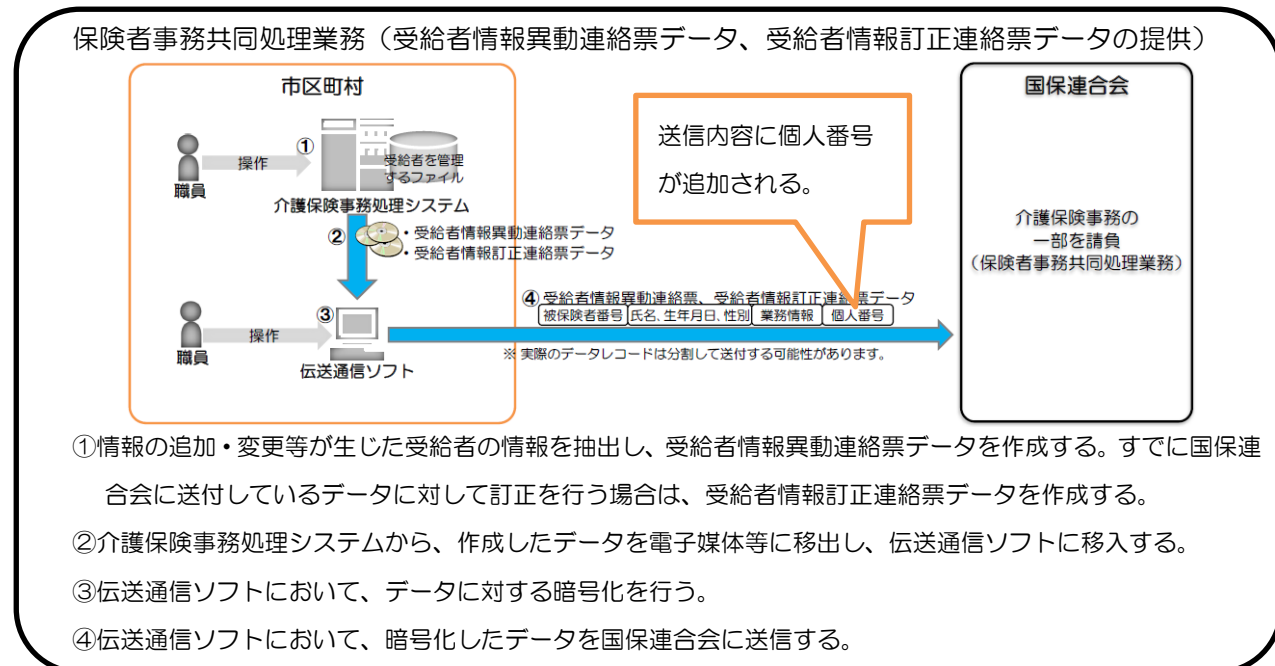 保険者事務共同処理業務（受給者情報異動連絡票データ、受給者情報訂正連絡票データの提供）
市区町村
国保連合会
送信内容に個人番号
が追加される。
①
操作
職員
受給者を管理
するファイル
介護保険事務処理システム
②
・受給者情報異動連絡票データ
・受給者情報訂正連絡票データ
介護保険事務の
一部を請負
（保険者事務共同処理業務）
③
操作
職員
伝送通信ソフト
④ 受給者情報異動連絡票、受給者情報訂正連絡票データ
被保険者番号 氏名、生年月日、性別 業務情報 個人番号
※ 実際のデータレコードは分割して送付する可能性があります。
①情報の追加・変更等が生じた受給者の情報を抽出し、受給者情報異動連絡票データを作成する。すでに国保連
合会に送付しているデータに対して訂正を行う場合は、受給者情報訂正連絡票データを作成する。
②介護保険事務処理システムから、作成したデータを電子媒体等に移出し、伝送通信ソフトに移入する。
③伝送通信ソフトにおいて、データに対する暗号化を行う。
④伝送通信ソフトにおいて、暗号化したデータを国保連合会に送信する。